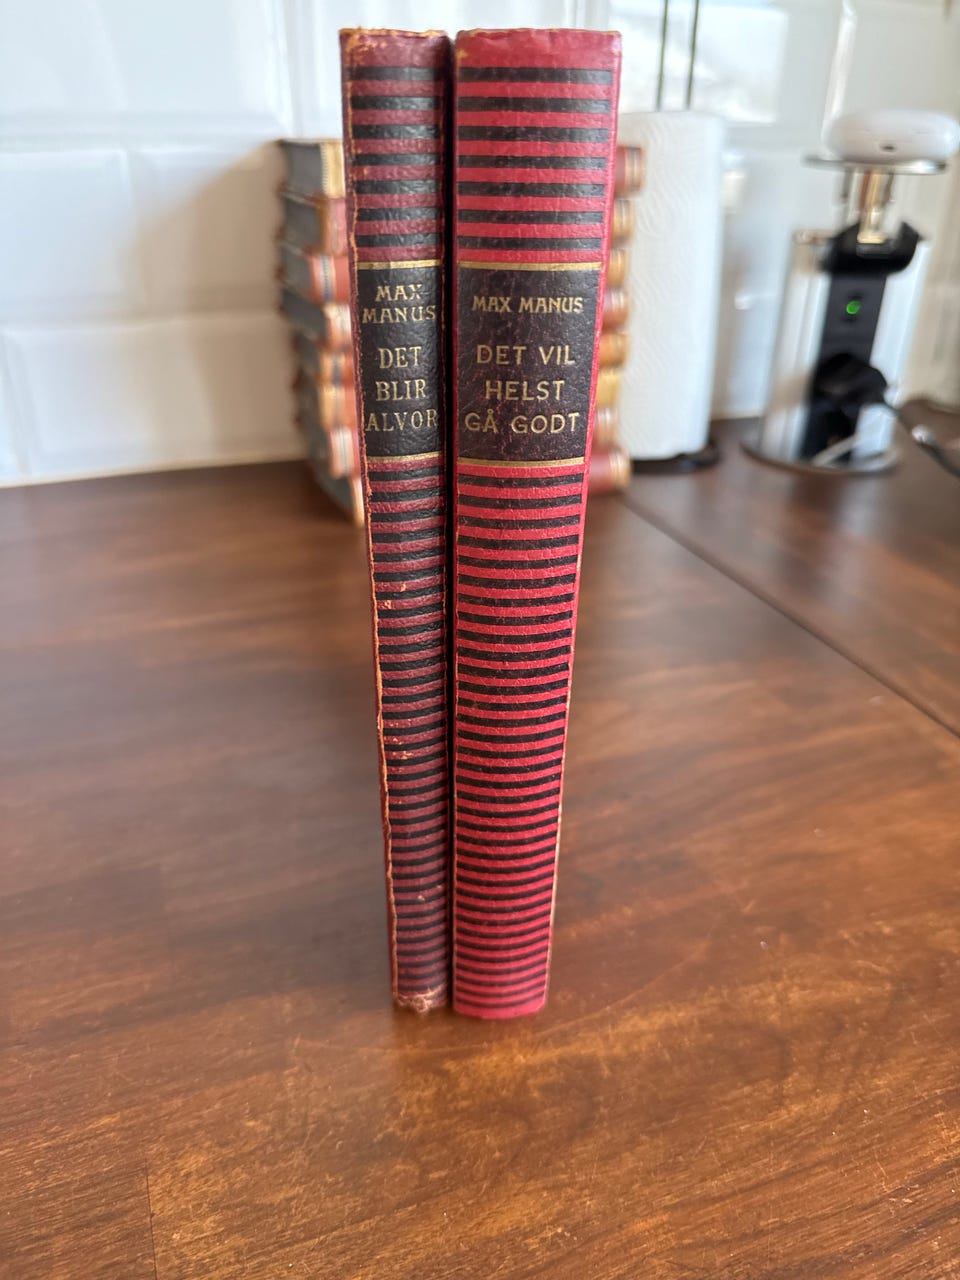 MAX
MANUS
DET
BLIR
ALVOR
MAX MANUS
DET VIL
HELST
GÅ GODT